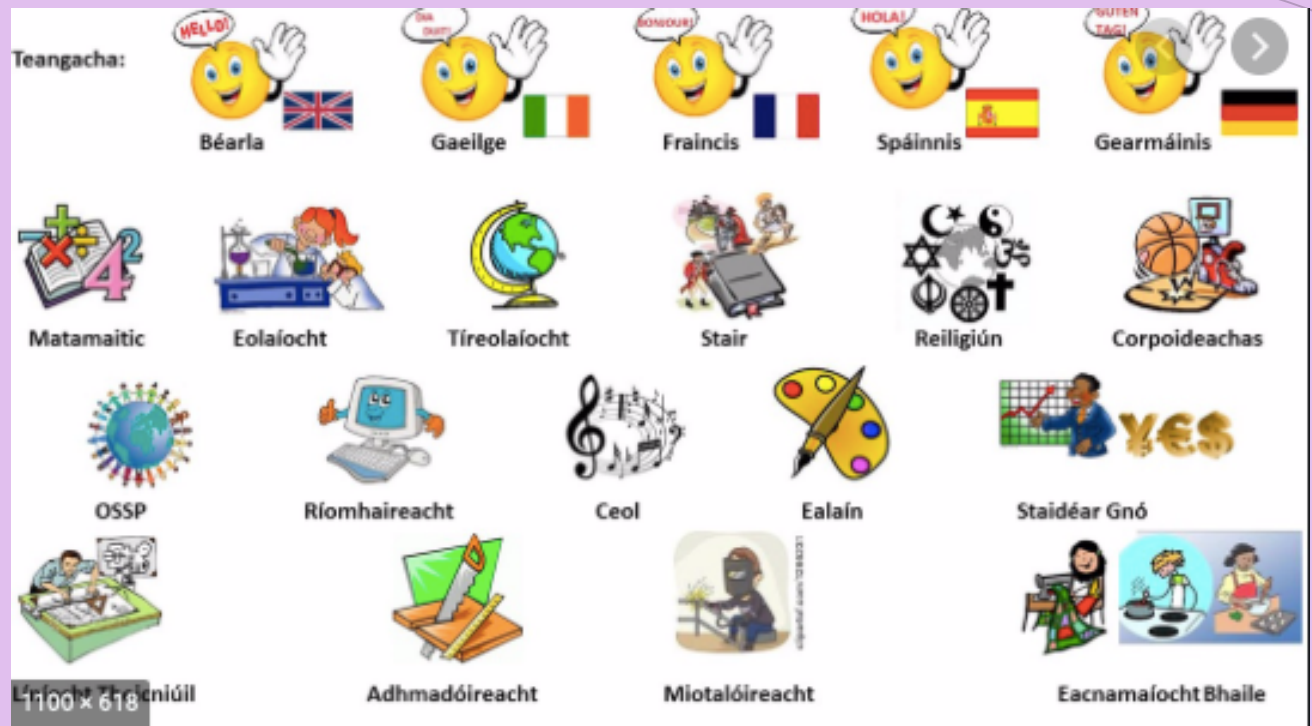 HELLO!
DIA
DUIT!
BONJOUR!
HOLA!
GUTEN
TAG!
Teangacha:
Béarla
Gaeilge
Fraincis
Spáinnis
Gearmáinis
Matamaitic
Eolaíocht
Tíreolaíocht
Stair
Reiligiún
Corpoideachas
OSSP
Ríomhaireacht
Ceol
Ealaín
¥€$
Staidéar Gnó
1100 × 618
Adhmadóireacht
Miotalóireacht
Eacnamaíocht Bhaile